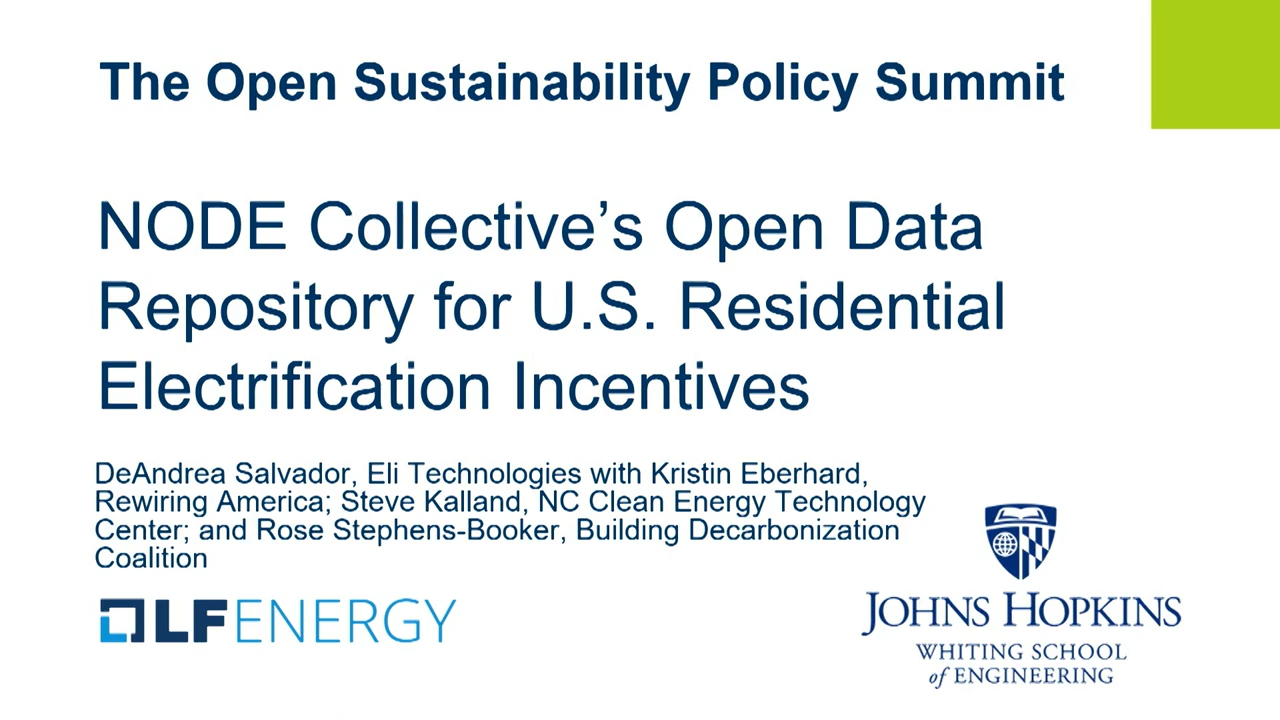 The Open Sustainability Policy Summit
NODE Collective’s Open Data
Repository for U.S. Residential
Electrification Incentives
DeAndrea Salvador, Eli Technologies with Kristin Eberhard,
Rewiring America; Steve Kalland, NC Clean Energy Technology
Center; and Rose Stephens-Booker, Building Decarbonization
Coalition
LFENERGY
JOHNS HOPKINS
WHITING SCHOOL
of ENGINEERING